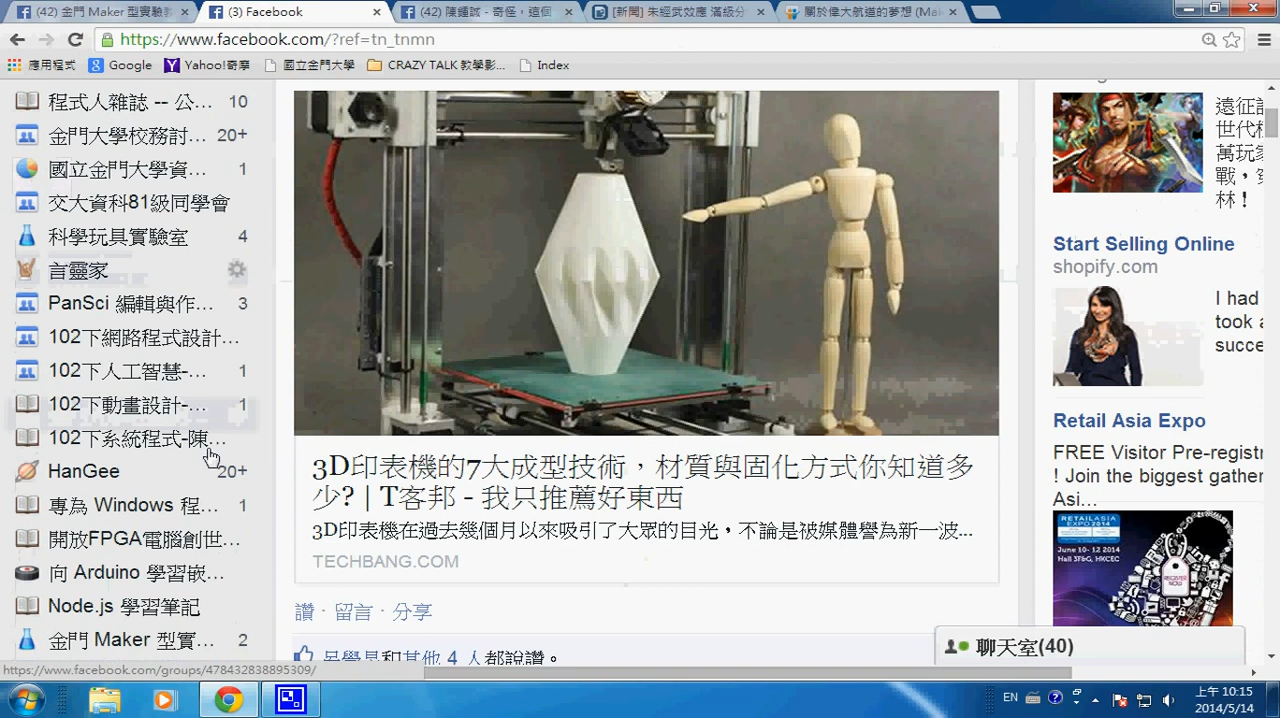 (42) 金門 Maker 型實驗教
(3) Facebook
(42) 陳鍾誠 - 奇怪，這個
[新聞] 朱經武效應 滿級分
關於偉大航道的夢想 (Mak
https://www.facebook.com/?ref=tn_tnmn
應用程式
Google
Yahoo!奇摩
國立金門大學
CRAZY TALK 教學影...
Index
程式人雜誌 -- 公... 10
金門大學校務討... 20+
國立金門大學資... 1
交大資科81級同學會
科學玩具實驗室 4
言靈家
PanSci 編輯與作... 3
102下網路程式設計...
102下人工智慧-... 1
102下動畫設計-... 1
102下系統程式-陳...
HanGee 20+
專為 Windows 程... 1
開放FPGA電腦創世...
向 Arduino 學習嵌...
Node.js 學習筆記
金門 Maker 型實... 2
3D印表機的7大成型技術，材質與固化方式你知道多
少? | T客邦 - 我只推薦好東西
3D印表機在過去幾個月以來吸引了大眾的目光，不論是被媒體譽為新一波...
TECHBANG.COM
讚 · 留言 · 分享
和其他 4 人都說讚。
世代
萬玩家
戰，
林！
Start Selling Online
shopify.com
I had
took a
succe
Retail Asia Expo
FREE Visitor Pre-registr
! Join the biggest gather
Asi...
RETAILASIA
EXPO 2014
June 10-12 2014
Hall 3F&G, HKCEC
REGISTER
NOW
聊天室(40)
https://www.facebook.com/groups/478432838895309/
EN
上午 10:15
2014/5/14